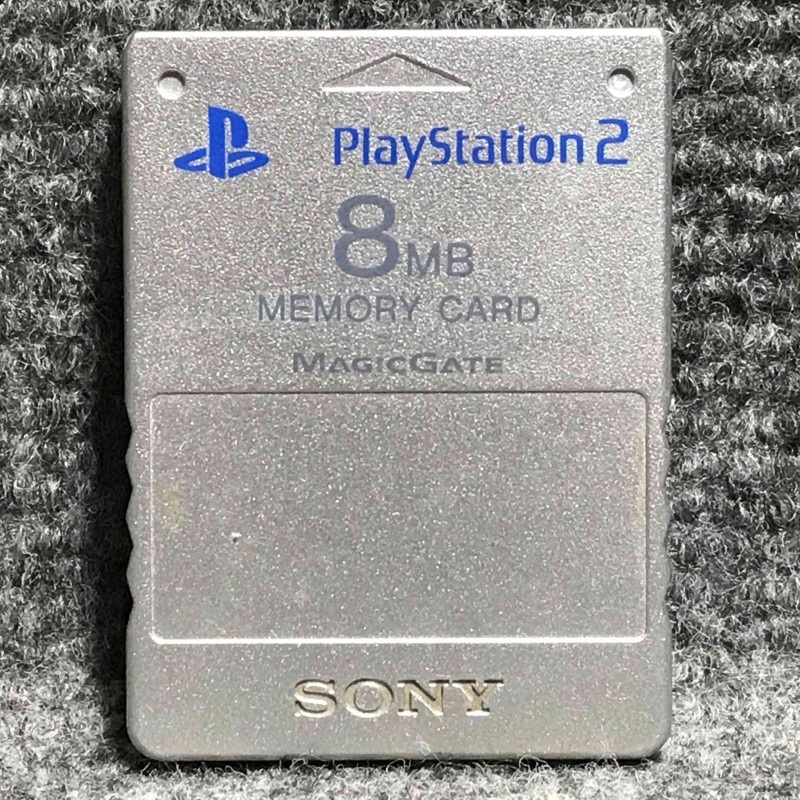 PlayStation 2
8MB
MEMORY CARD
MAGICGATE
SONY